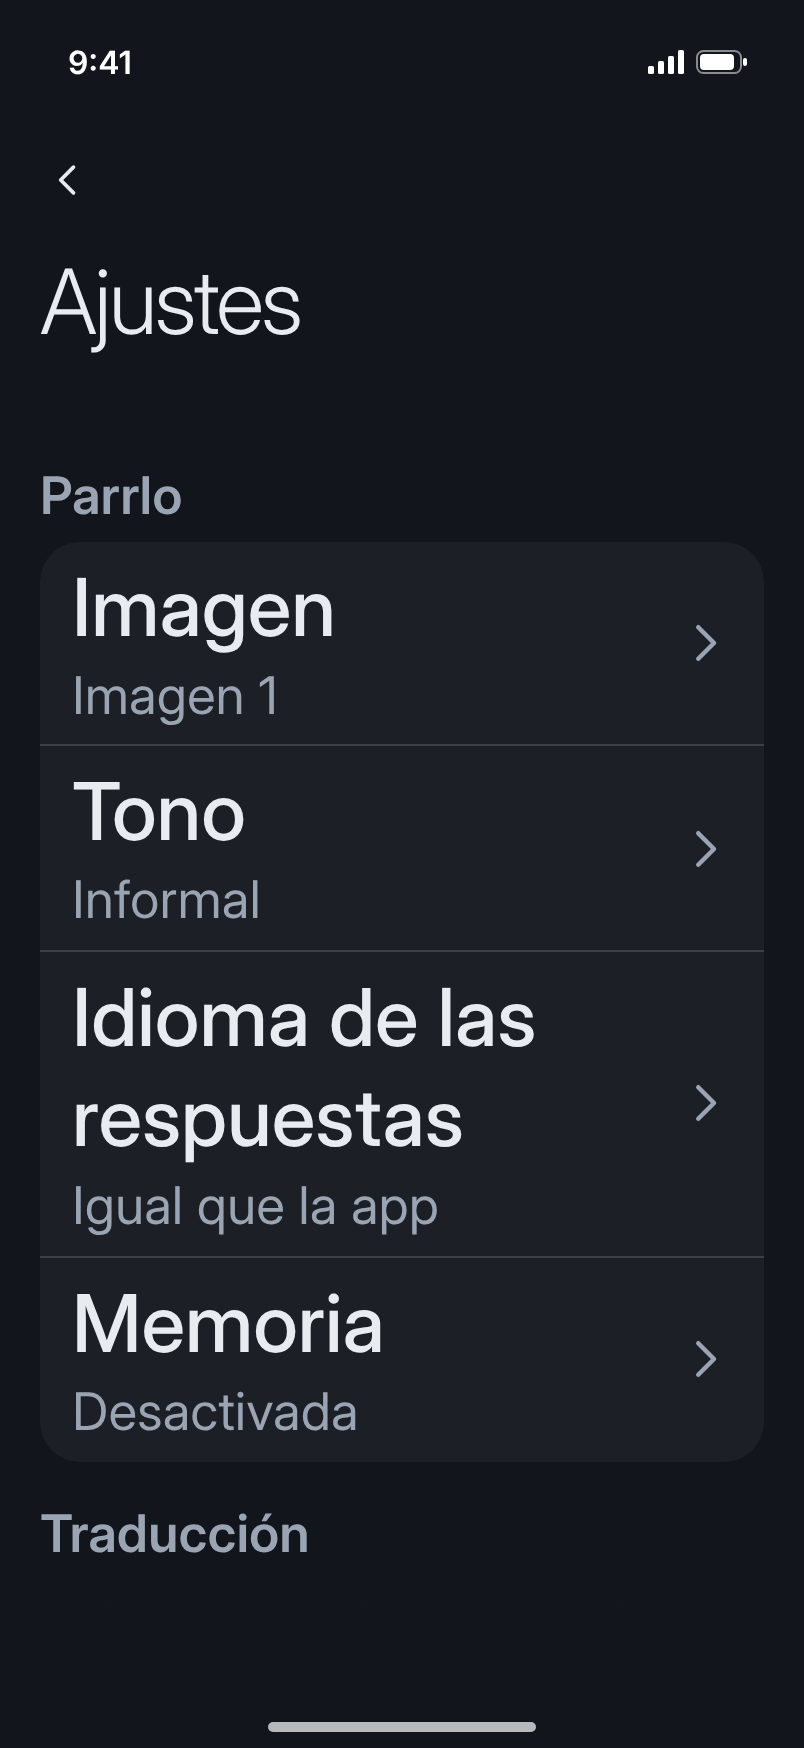 9:41
Ajustes
Parrlo
Imagen
Imagen 1
Tono
Informal
Idioma de las
respuestas
Igual que la app
Memoria
Desactivada
Traducción